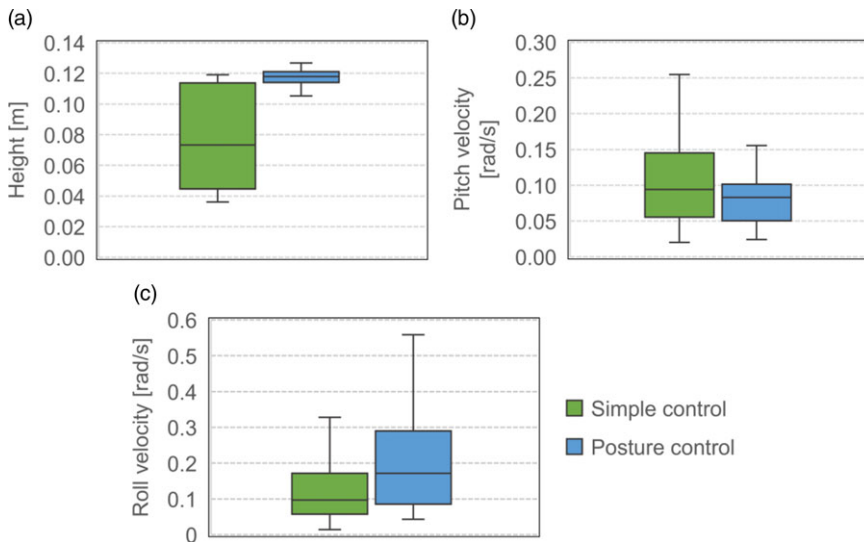 (a)
Height [m]
0.14
0.12
0.10
0.08
0.06
0.04
0.02
0.00
(b)
Pitch velocity
[rad/s]
0.30
0.25
0.20
0.15
0.10
0.05
0.00
(c)
Roll velocity [rad/s]
0.6
0.5
0.4
0.3
0.2
0.1
0
Simple control
Posture control